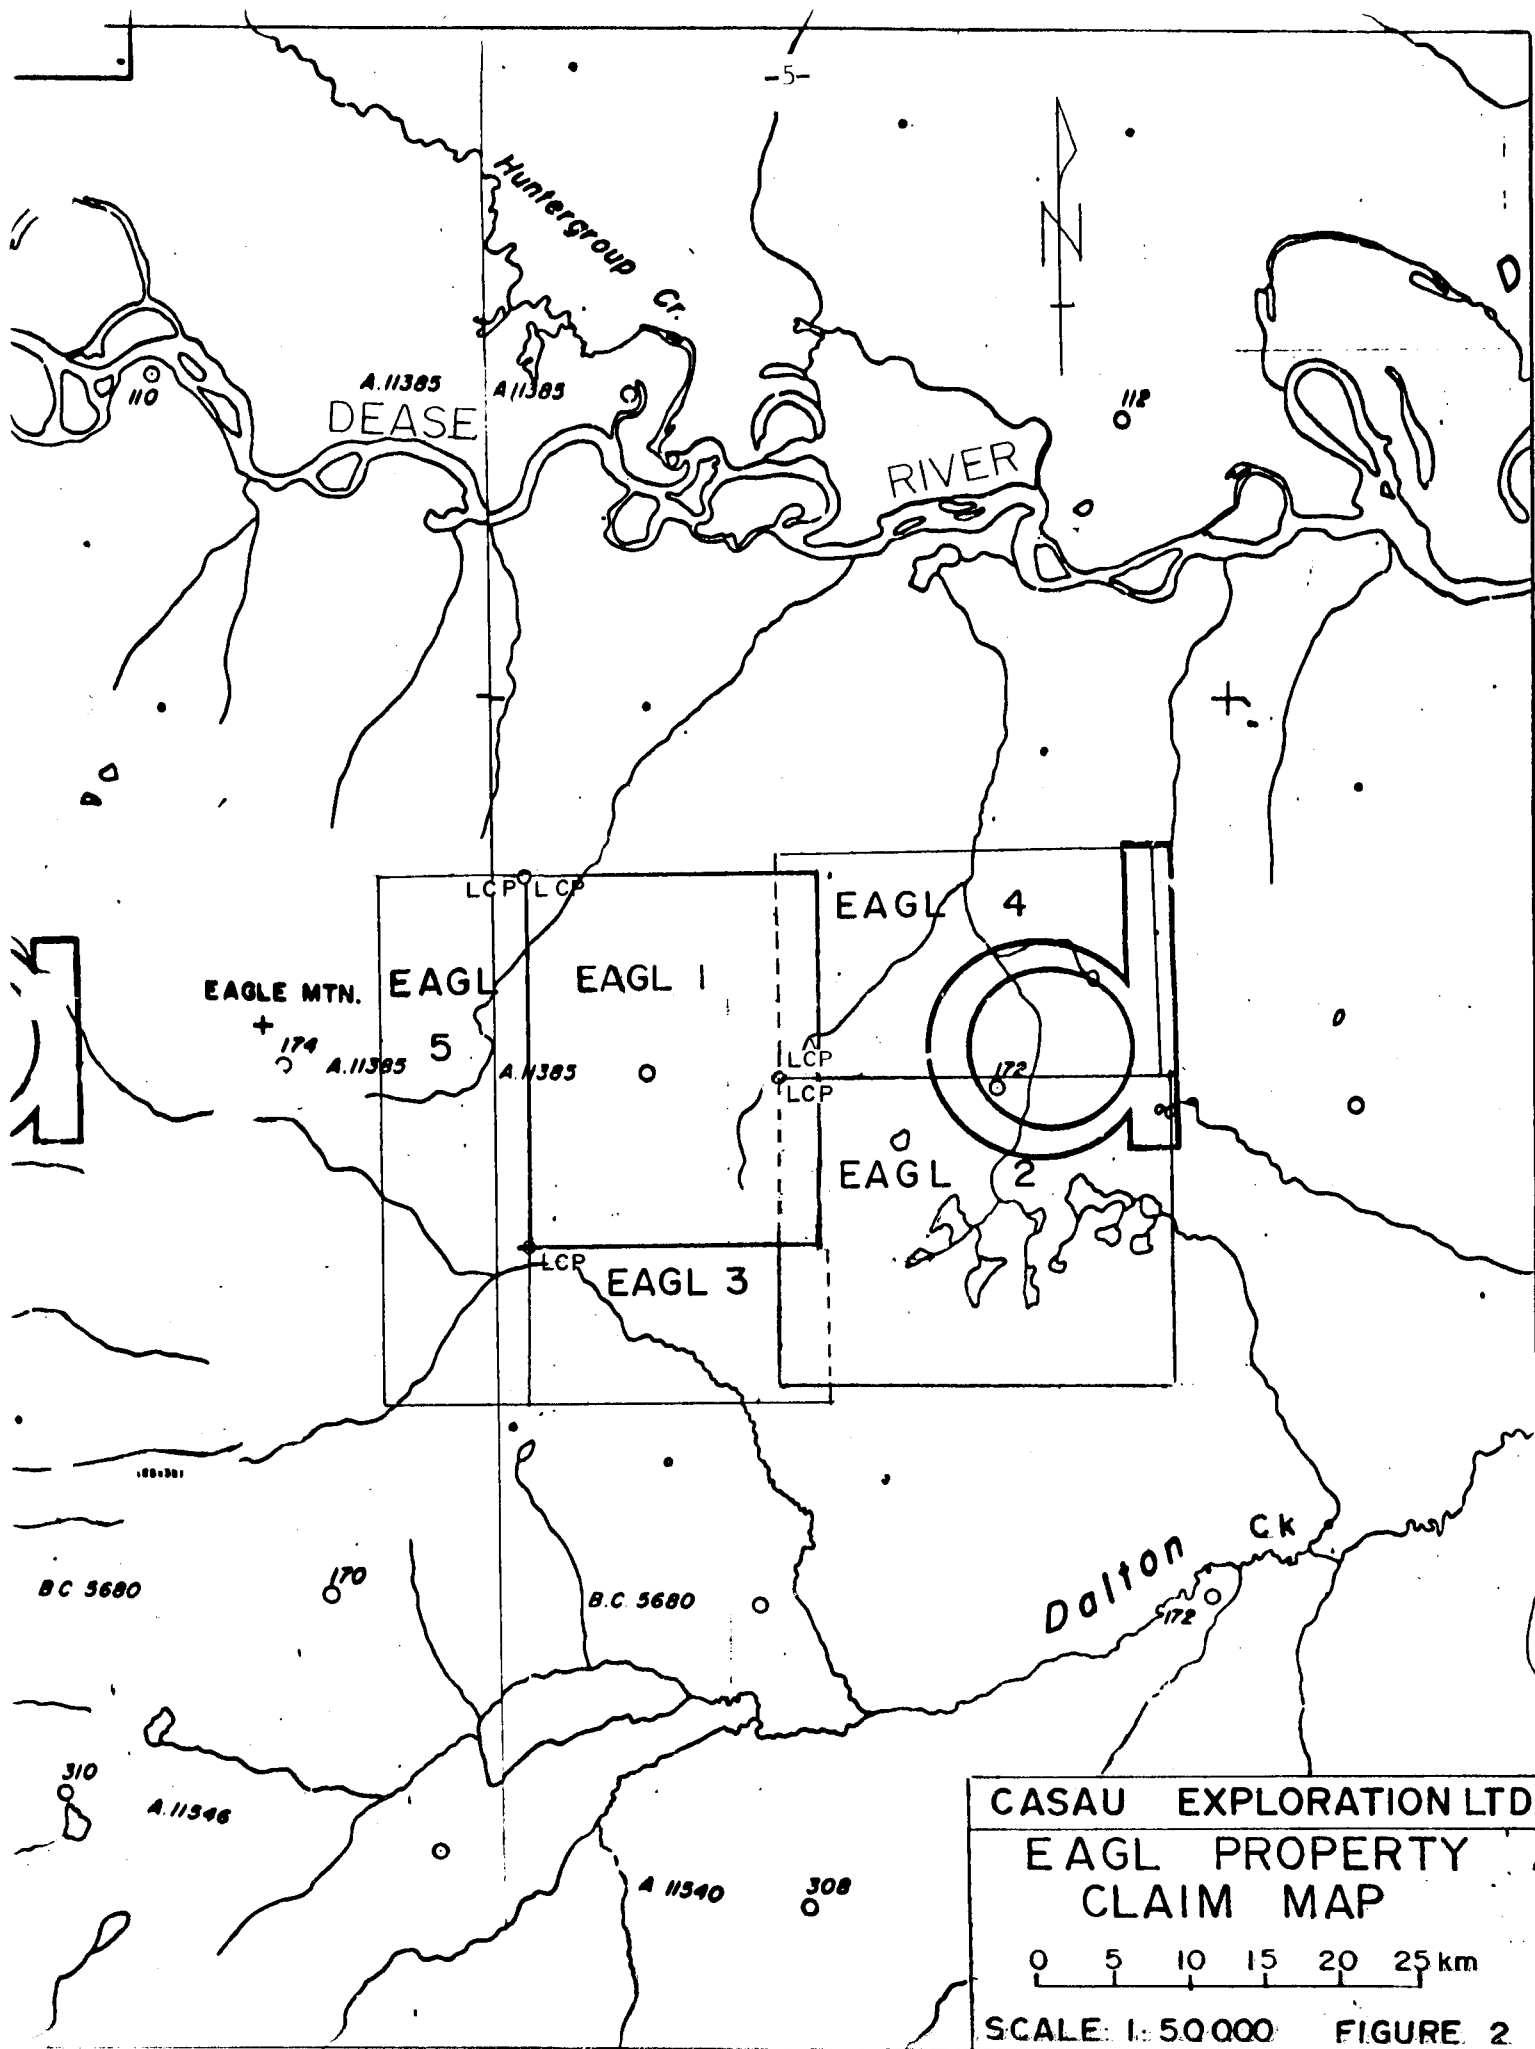 -5-
Huntergroup Cr.
N
D
110
A.11385
A11385
DEASE
RIVER
112
LCP
LCP
EAGL 4
EAGLE MTN.
EAGL
5
EAGL 1
174
A.11385
A.11385
LCP
LCP
172
d
EAGL 2
LCP
EAGL 3
BC 5680
170
B.C. 5680
Dalton Ck
172
310
A.11546
A 11540
308
CASAU EXPLORATION LTD
EAGL PROPERTY
CLAIM MAP
0 5 10 15 20 25 km
SCALE: 1:50000 FIGURE 2